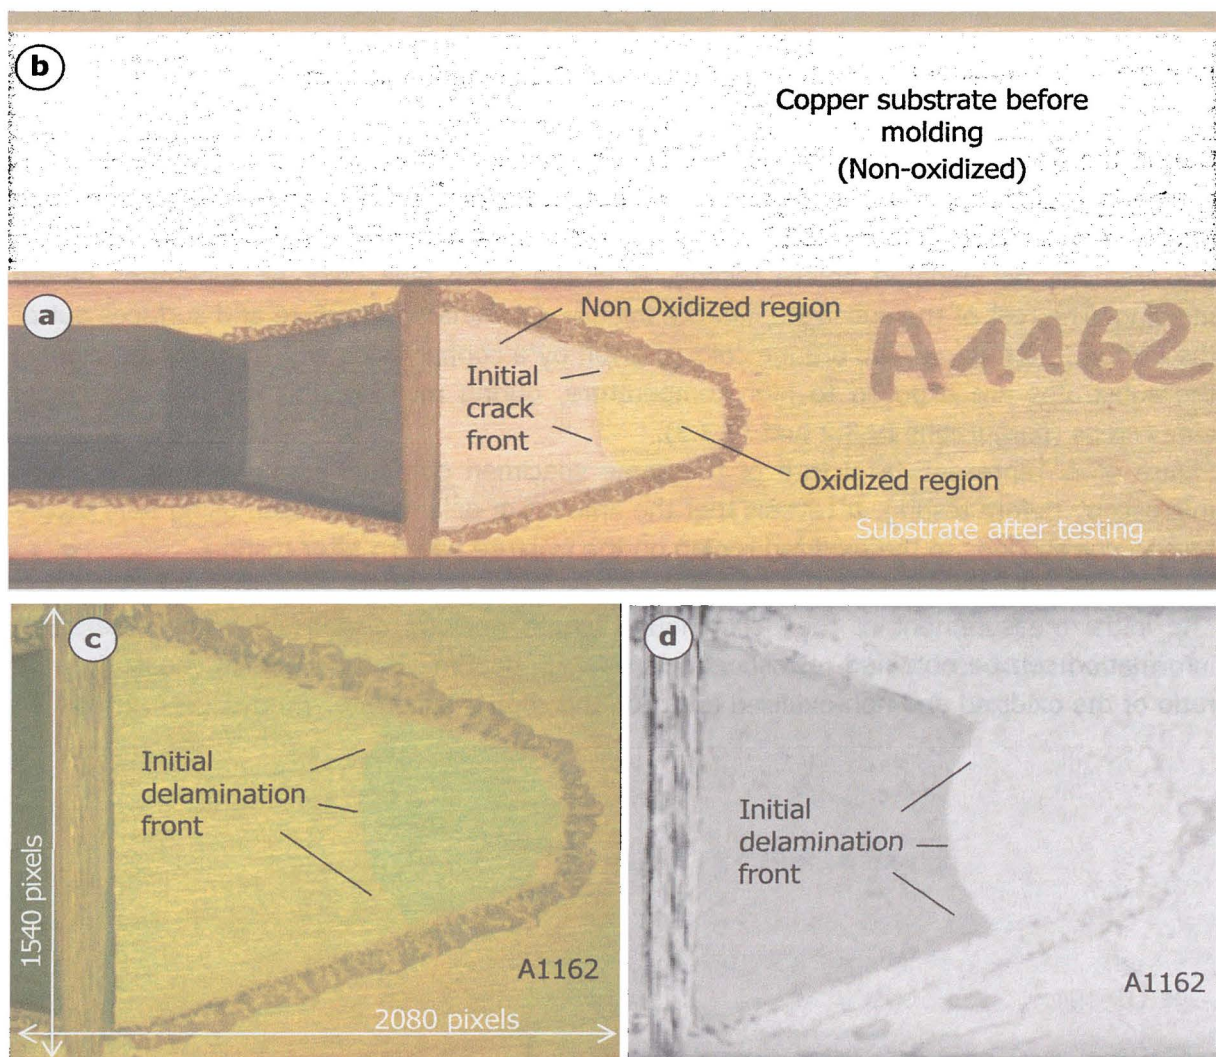 b
Copper substrate before
molding
(Non-oxidized)
a
Non Oxidized region
A1162
Initial
crack
front
Oxidized region
Substrate after testing
c
Initial
delamination
front
1540 pixels
A1162
2080 pixels
d
Initial
delamination
front
A1162